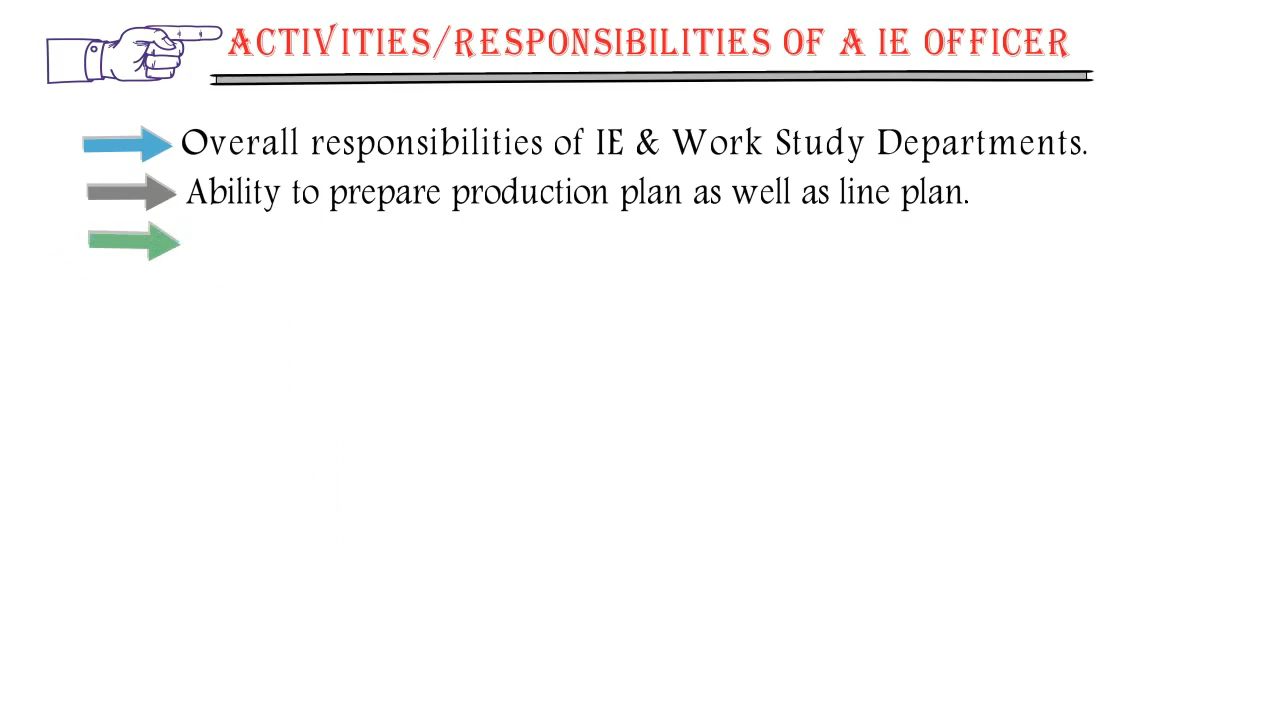 ACTIVITIES/RESPONSIBILITIES OF A IE OFFICER
Overall responsibilities of IE & Work Study Departments.
Ability to prepare production plan as well as line plan.